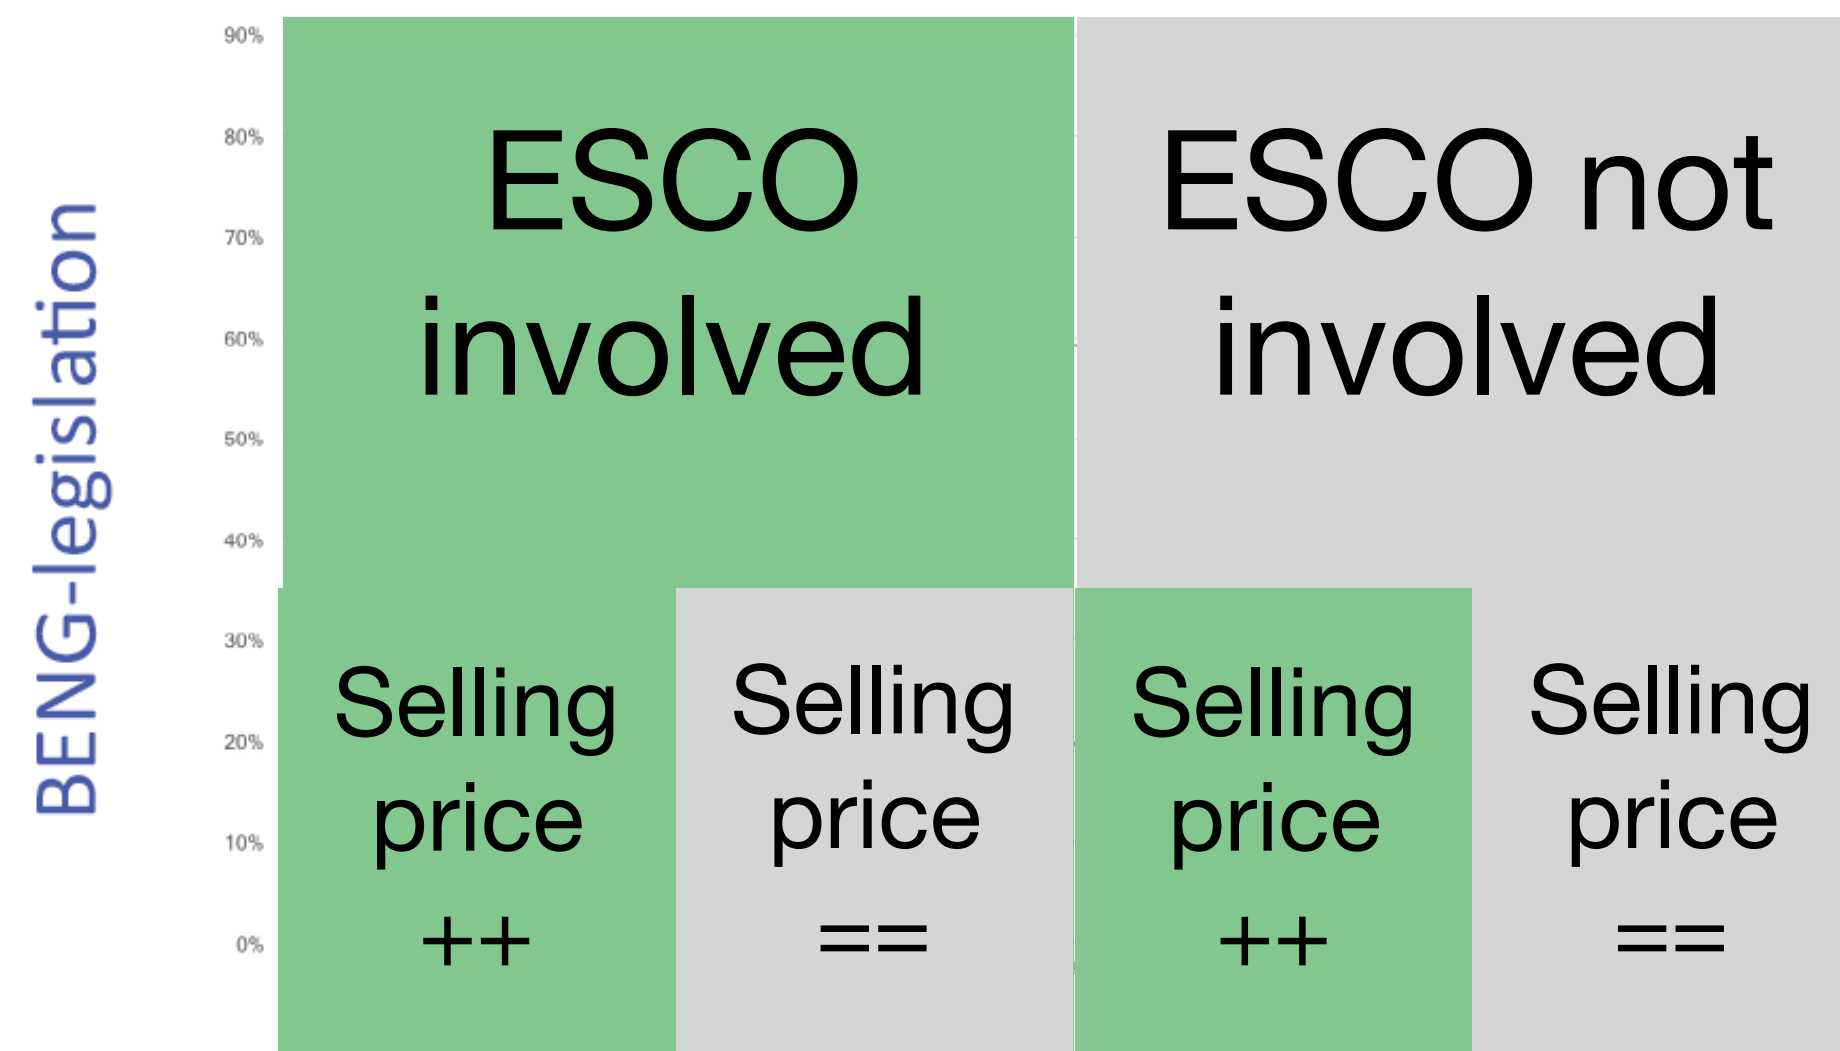 BENG-legislation
90%
80%
70%
60%
50%
40%
30%
20%
10%
0%
ESCO
involved
ESCO not
involved
Selling
price
++
Selling
price
==
Selling
price
++
Selling
price
==